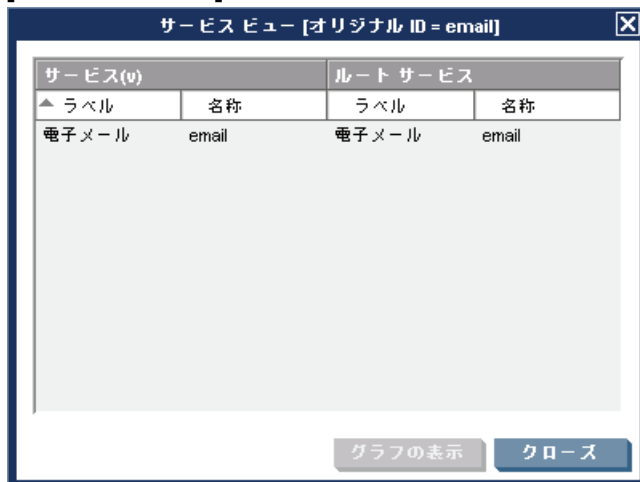 サービス ビュー [オリジナル ID = email]
サービス(v) ルート サービス
ラベル 名称 ラベル 名称
電子メール email 電子メール email
グラフの表示 クローズ